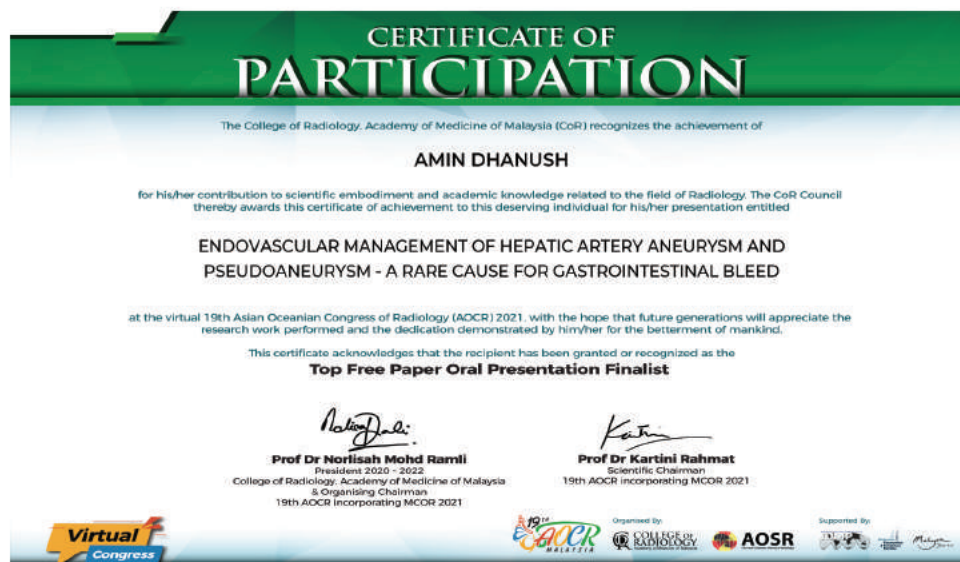 CERTIFICATE OF
PARTICIPATION
The College of Radiology, Academy of Medicine of Malaysia (CoR) recognizes the achievement of
AMIN DHANUSH
for his/her contribution to scientific embodiment and academic knowledge related to the field of Radiology. The CoR Council
thereby awards this certificate of achievement to this deserving individual for his/her presentation entitled
ENDOVASCULAR MANAGEMENT OF HEPATIC ARTERY ANEURYSM AND
PSEUDOANEURYSM - A RARE CAUSE FOR GASTROINTESTINAL BLEED
at the virtual 19th Asian Oceanian Congress of Radiology (AOCR) 2021, with the hope that future generations will appreciate the
research work performed and the dedication demonstrated by him/her for the betterment of mankind.
This certificate acknowledges that the recipient has been granted or recognized as the
Top Free Paper Oral Presentation Finalist
Prof Dr Norlisah Mohd Ramli
President 2020 - 2022
College of Radiology, Academy of Medicine of Malaysia
& Organising Chairman
19th AOCR incorporating MCOR 2021
Prof Dr Kartini Rahmat
Scientific Chairman
19th AOCR incorporating MCOR 2021
Virtual
Congress
19TH
AOCR
MALAYSIA
Organised By:
COLLEGE OF
RADIOLOGY
AOSR
Supported By: